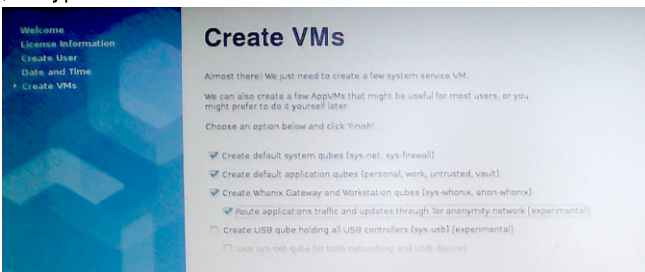 Welcome
License Information
Create User
Date and Time
Create VMs
Create VMs
Almost there! We just need to create a few system service VM.
We can also create a few AppVMs that might be useful for most users, or you
might prefer to do it yourself later.
Choose an option below and click 'Finish'...
Create default system qubes (sys-net, sys-firewall)
Create default application qubes (personal, work, untrusted, vault)
Create Whonix Gateway and Workstation qubes (sys-whonix, anon-whonix)
Route applications traffic and updates through Tor anonymity network [experimental]
Create USB qube holding all USB controllers (sys-usb) [experimental]
Use sys-net qube for both networking and USB devices